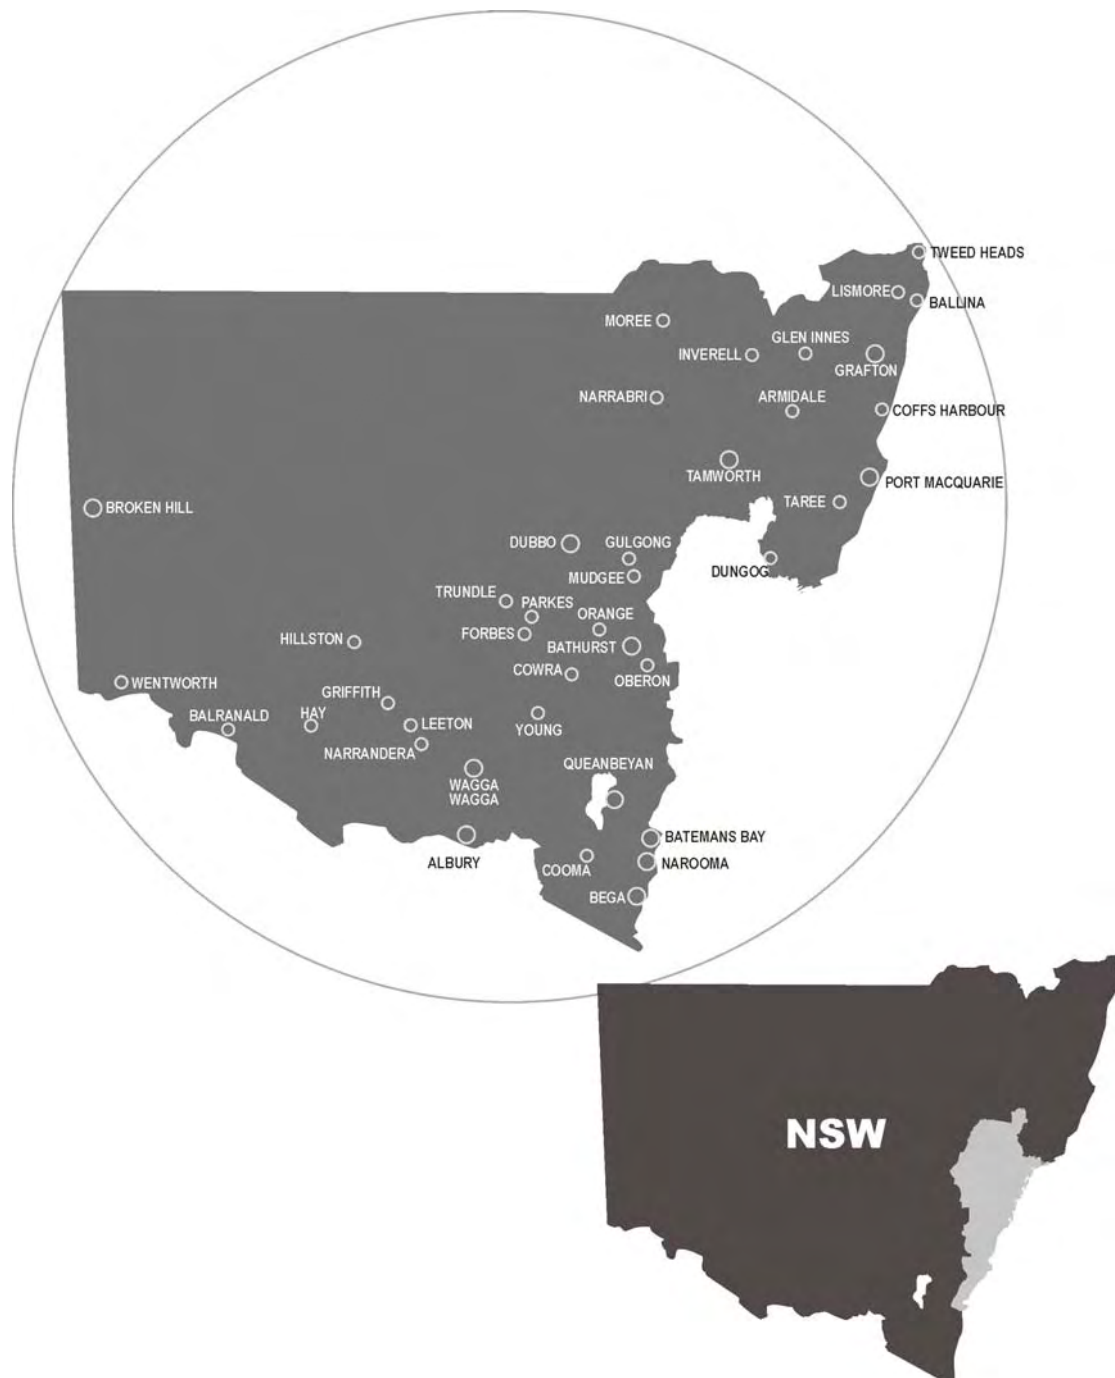 TWEED HEADS
LISMORE
BALLINA
MOREE
GLEN INNES
INVERELL
GRAFTON
NARRABRI
ARMIDALE
COFFS HARBOUR
TAMWORTH
PORT MACQUARIE
TAREE
BROKEN HILL
DUBBO
GULGONG
DUNGOG
MUDGEE
TRUNDLE
PARKES
ORANGE
FORBES
HILLSTON
BATHURST
COWRA
OBERON
WENTWORTH
GRIFFITH
BALRANALD
HAY
LEETON
YOUNG
NARRANDERA
QUEANBEYAN
WAGGA
WAGGA
BATEMANS BAY
ALBURY
COOMA
NAROOMA
BEGA
NSW